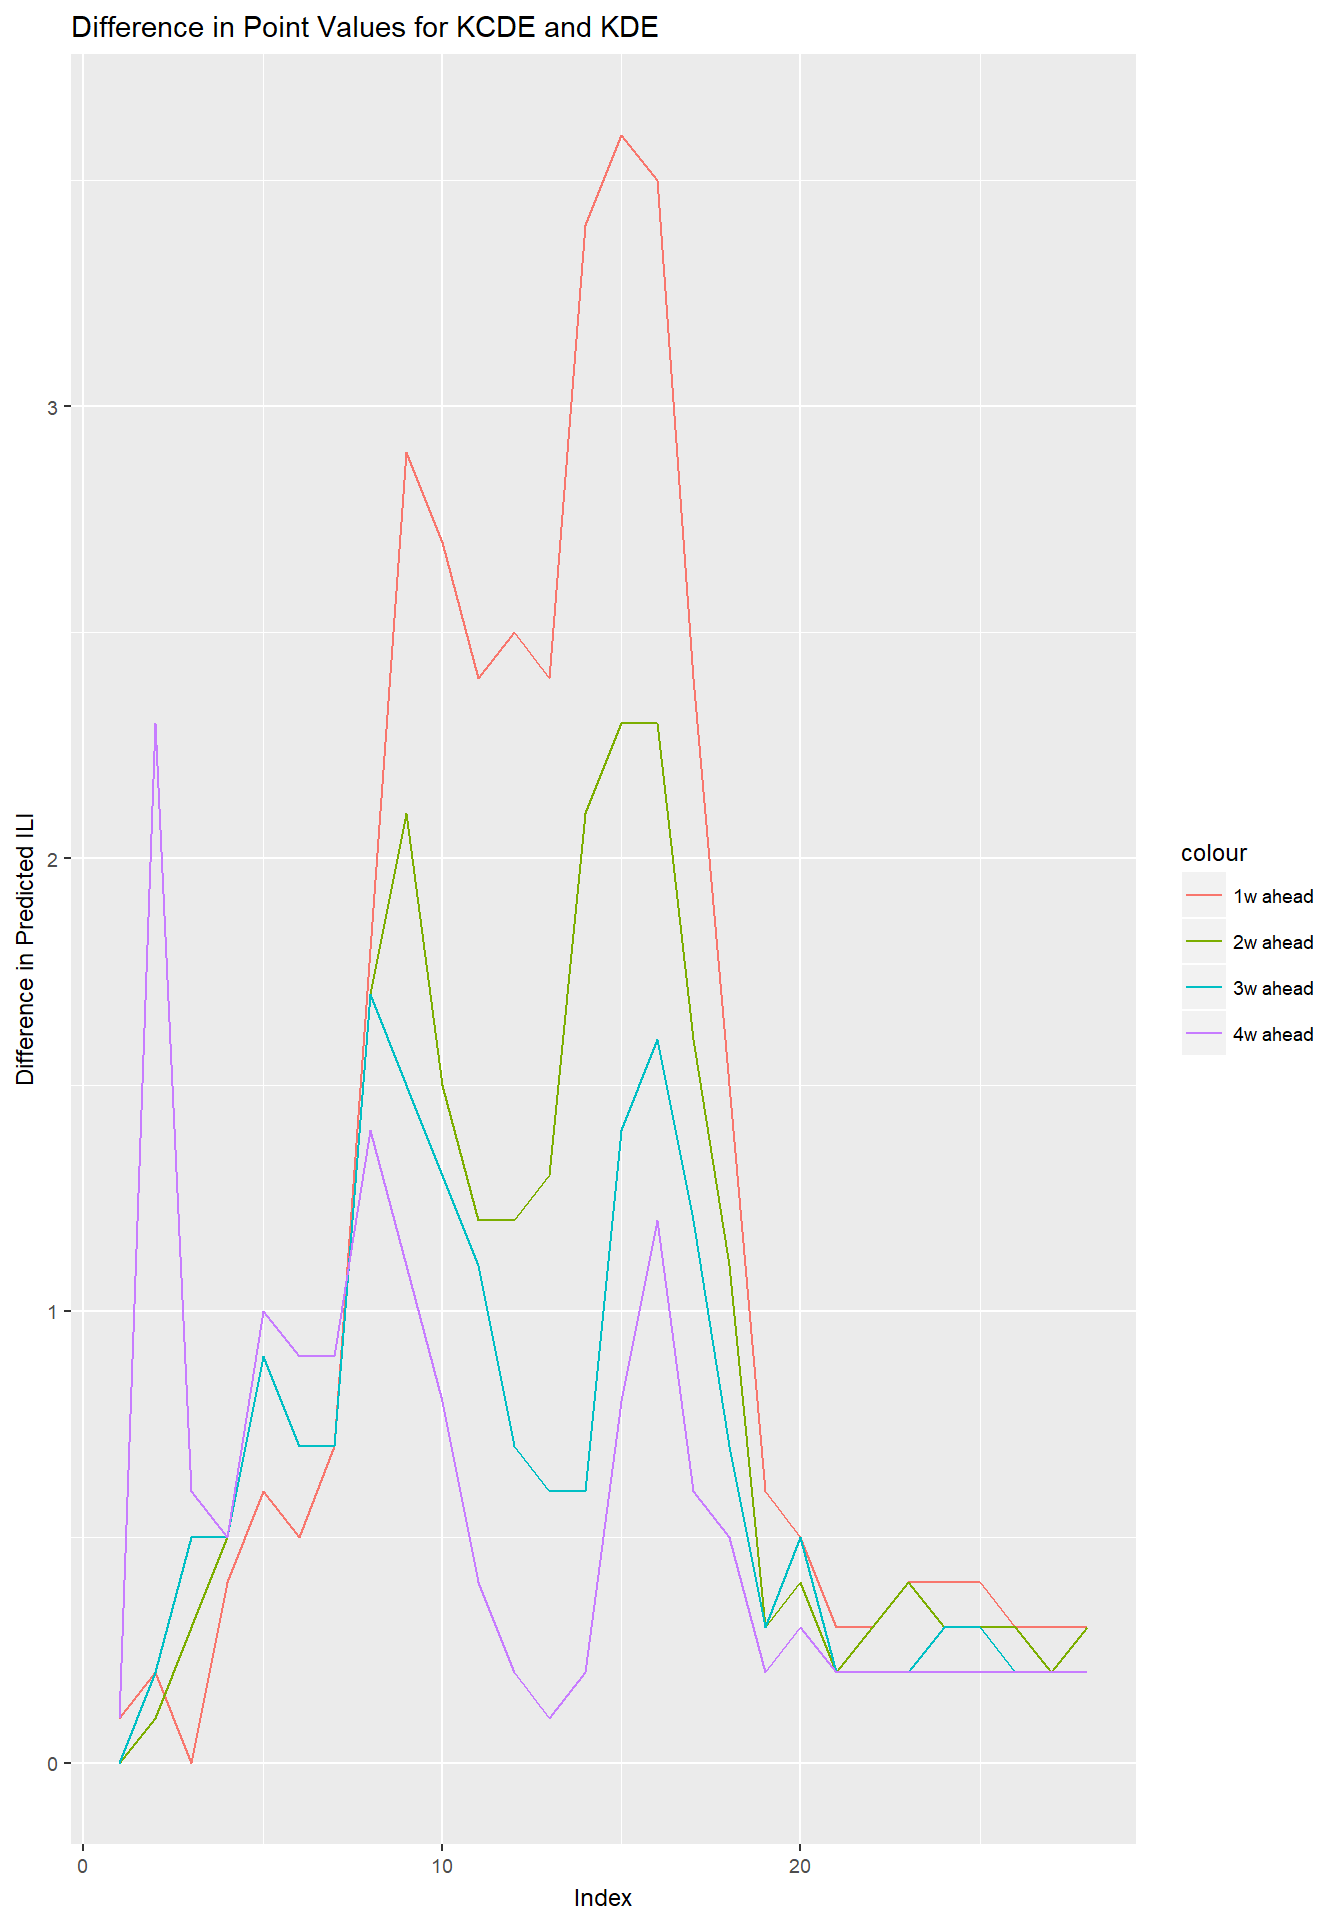 Difference in Point Values for KCDE and KDE
3
2
1
0
Difference in Predicted ILI
0 10 20
Index
colour
1w ahead
2w ahead
3w ahead
4w ahead